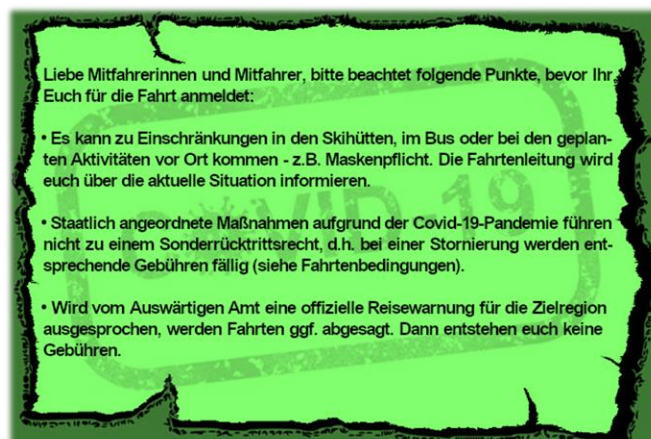 Liebe Mitfahrerinnen und Mitfahrer, bitte beachtet folgende Punkte, bevor Ihr
Euch für die Fahrt anmeldet:
• Es kann zu Einschränkungen in den Skihütten, im Bus oder bei den geplan-
ten Aktivitäten vor Ort kommen - z.B. Maskenpflicht. Die Fahrtenleitung wird
euch über die aktuelle Situation informieren.
• Staatlich angeordnete Maßnahmen aufgrund der Covid-19-Pandemie führen
nicht zu einem Sonderrücktrittsrecht, d.h. bei einer Stornierung werden ent-
sprechende Gebühren fällig (siehe Fahrtenbedingungen).
• Wird vom Auswärtigen Amt eine offizielle Reisewarnung für die Zielregion
ausgesprochen, werden Fahrten ggf. abgesagt. Dann entstehen euch keine
Gebühren.
COVID-19